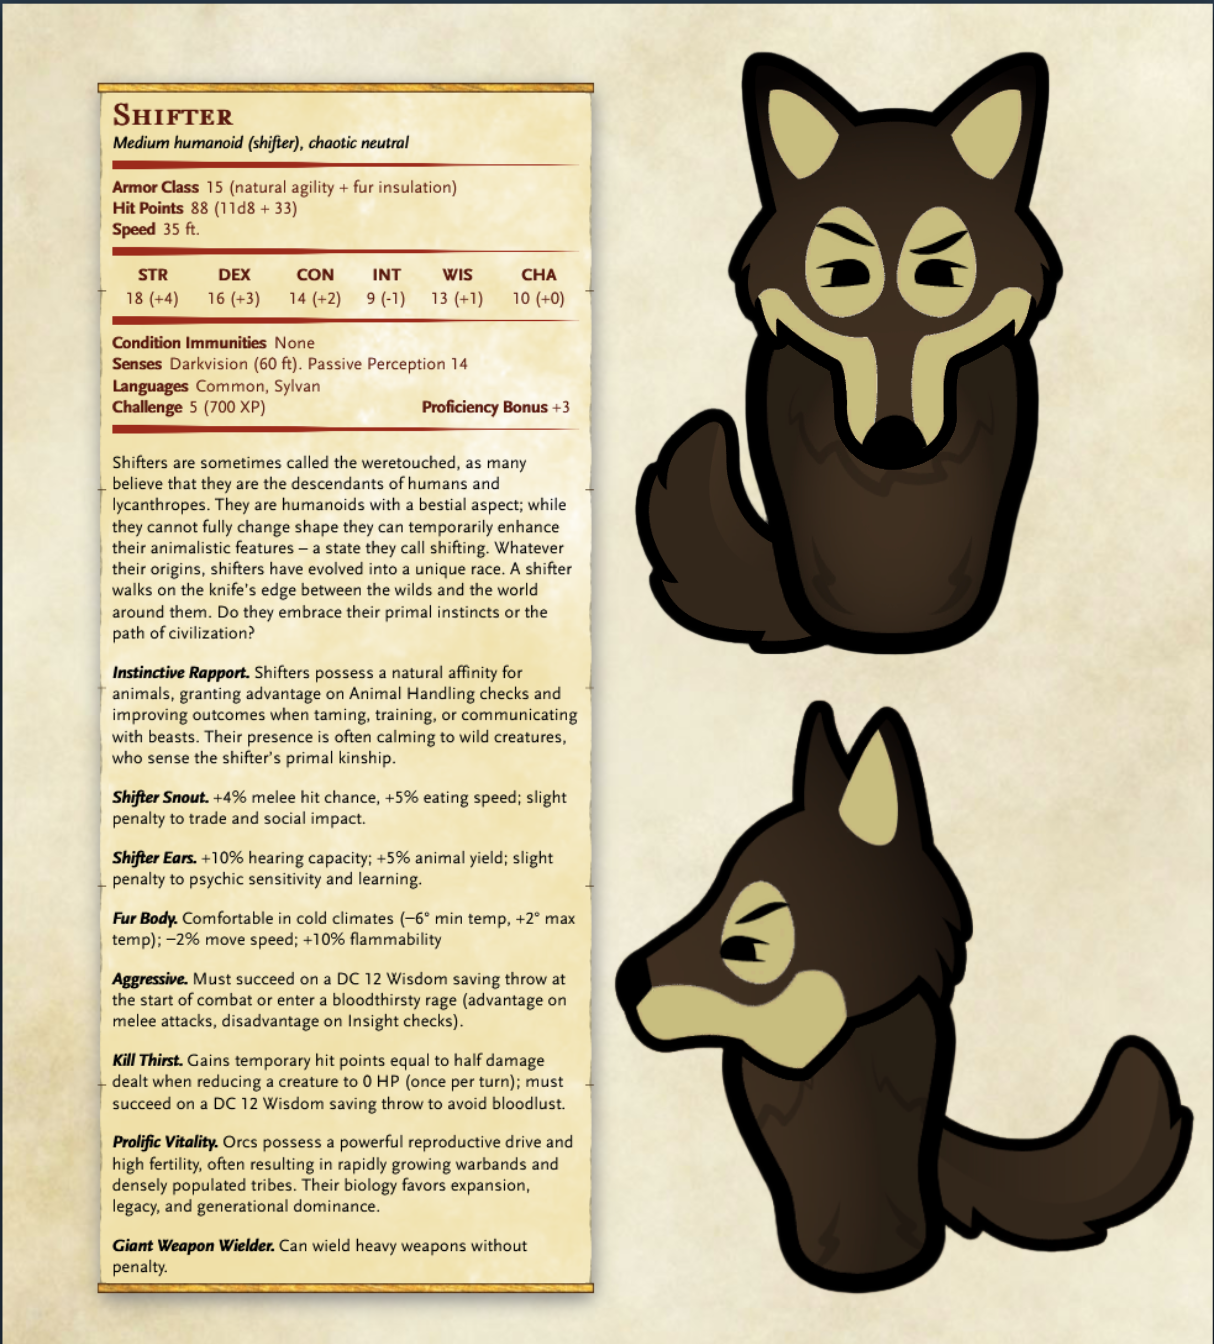 SHIFTER
Medium humanoid (shifter), chaotic neutral
Armor Class 15 (natural agility + fur insulation)
Hit Points 88 (11d8 + 33)
Speed 35 ft.
STR DEX CON INT WIS CHA
18 (+4) 16 (+3) 14 (+2) 9 (-1) 13 (+1) 10 (+0)
Condition Immunities None
Senses Darkvision (60 ft). Passive Perception 14
Languages Common, Sylvan
Challenge 5 (700 XP) Proficiency Bonus +3
Shifters are sometimes called the weretouched, as many
believe that they are the descendants of humans and
lycanthropes. They are humanoids with a bestial aspect; while
they cannot fully change shape they can temporarily enhance
their animalistic features – a state they call shifting. Whatever
their origins, shifters have evolved into a unique race. A shifter
walks on the knife's edge between the wilds and the world
around them. Do they embrace their primal instincts or the
path of civilization?
Instinctive Rapport. Shifters possess a natural affinity for
animals, granting advantage on Animal Handling checks and
improving outcomes when taming, training, or communicating
with beasts. Their presence is often calming to wild creatures,
who sense the shifter's primal kinship.
Shifter Snout. +4% melee hit chance, +5% eating speed; slight
penalty to trade and social impact.
Shifter Ears. +10% hearing capacity; +5% animal yield; slight
penalty to psychic sensitivity and learning.
Fur Body. Comfortable in cold climates (−6° min temp, +2° max
temp); −2% move speed; +10% flammability
Aggressive. Must succeed on a DC 12 Wisdom saving throw at
the start of combat or enter a bloodthirsty rage (advantage on
melee attacks, disadvantage on Insight checks).
Kill Thirst. Gains temporary hit points equal to half damage
dealt when reducing a creature to 0 HP (once per turn); must
succeed on a DC 12 Wisdom saving throw to avoid bloodlust.
Prolific Vitality. Orcs possess a powerful reproductive drive and
high fertility, often resulting in rapidly growing warbands and
densely populated tribes. Their biology favors expansion,
legacy, and generational dominance.
Giant Weapon Wielder. Can wield heavy weapons without
penalty.